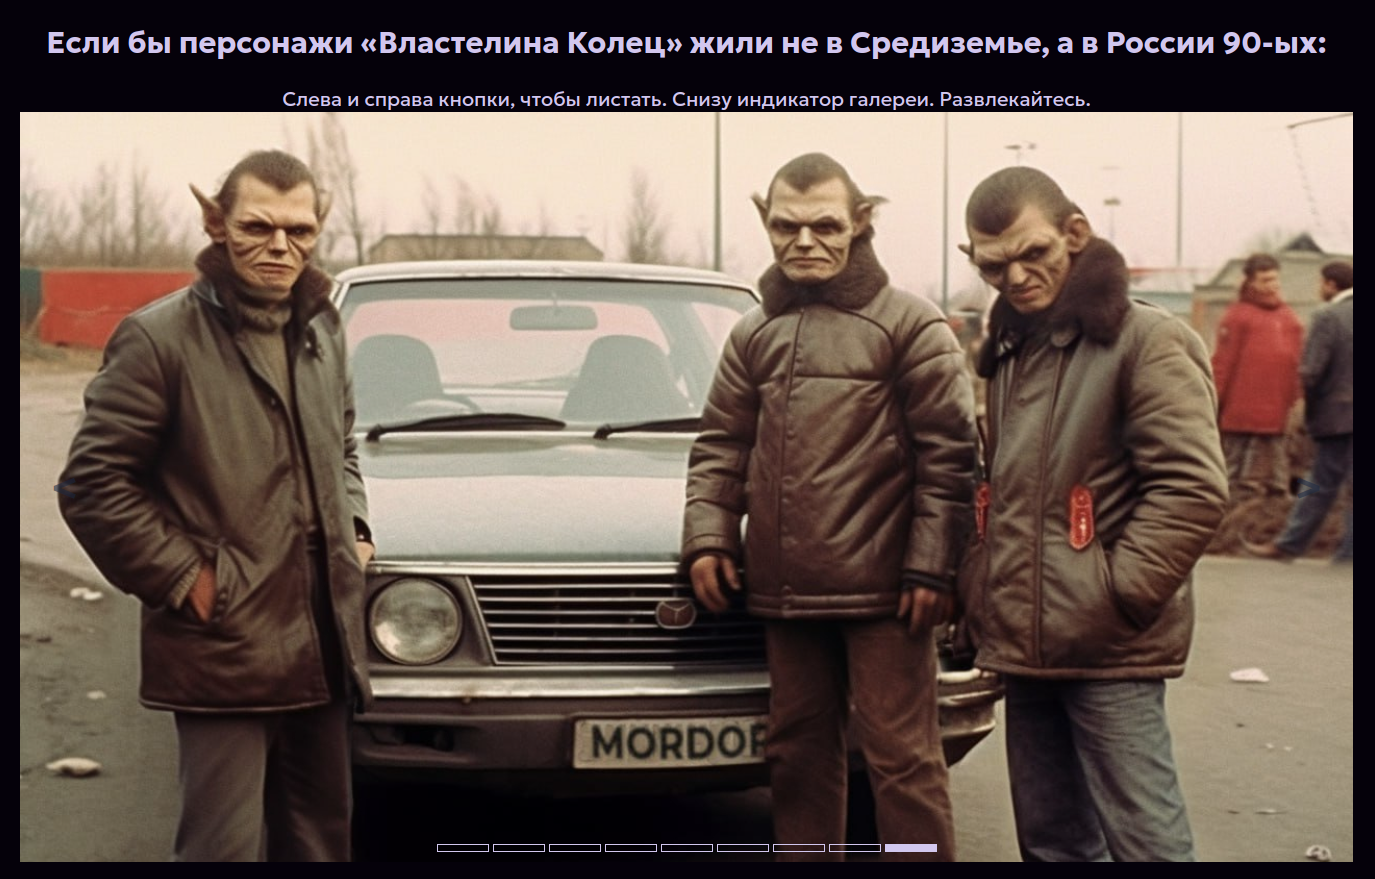 Если бы персонажи «Властелина Колец» жили не в Средиземье, а в России 90-ых:
Слева и справа кнопки, чтобы листать. Снизу индикатор галереи. Развлекайтесь.
MORDOR